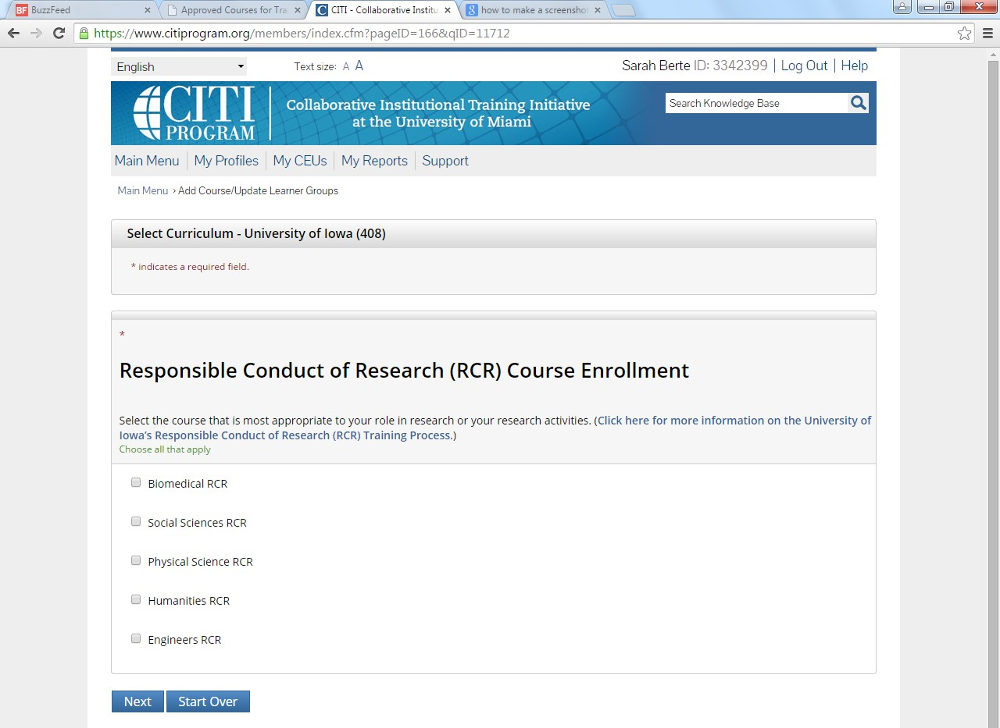 BuzzFeed
Approved Courses for Tra
CITI - Collaborative Institu
how to make a screenshot
https://www.citiprogram.org/members/index.cfm?pageID=166&qID=11712
English Text size: A A Sarah Berte ID: 3342399 | Log Out | Help
CITI PROGRAM
Collaborative Institutional Training Initiative
at the University of Miami
Search Knowledge Base
Main Menu My Profiles My CEUs My Reports Support
Main Menu › Add Course/Update Learner Groups
Select Curriculum - University of Iowa (408)
* indicates a required field.
*
Responsible Conduct of Research (RCR) Course Enrollment
Select the course that is most appropriate to your role in research or your research activities. (Click here for more information on the University of
Iowa’s Responsible Conduct of Research (RCR) Training Process.)
Choose all that apply
Biomedical RCR
Social Sciences RCR
Physical Science RCR
Humanities RCR
Engineers RCR
Next Start Over